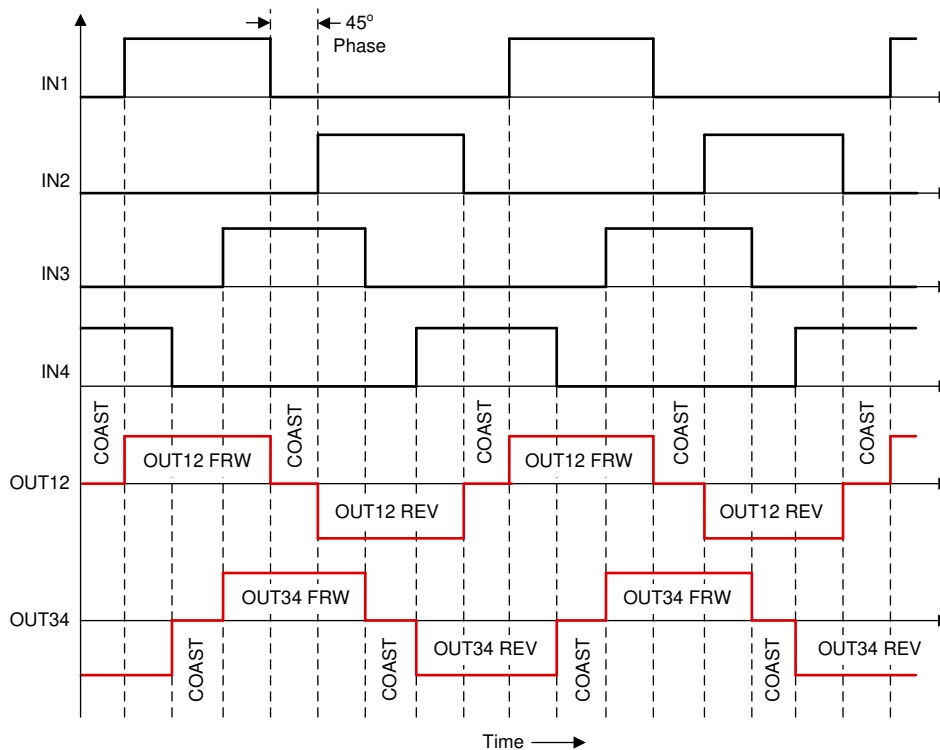 45o
Phase
IN1
IN2
IN3
IN4
COAST
COAST
COAST
COAST
COAST
OUT12 FRW
OUT12 FRW
OUT12
OUT12 REV
OUT12 REV
OUT34 FRW
OUT34 FRW
OUT34
OUT34 REV
OUT34 REV
COAST
COAST
COAST
COAST
Time